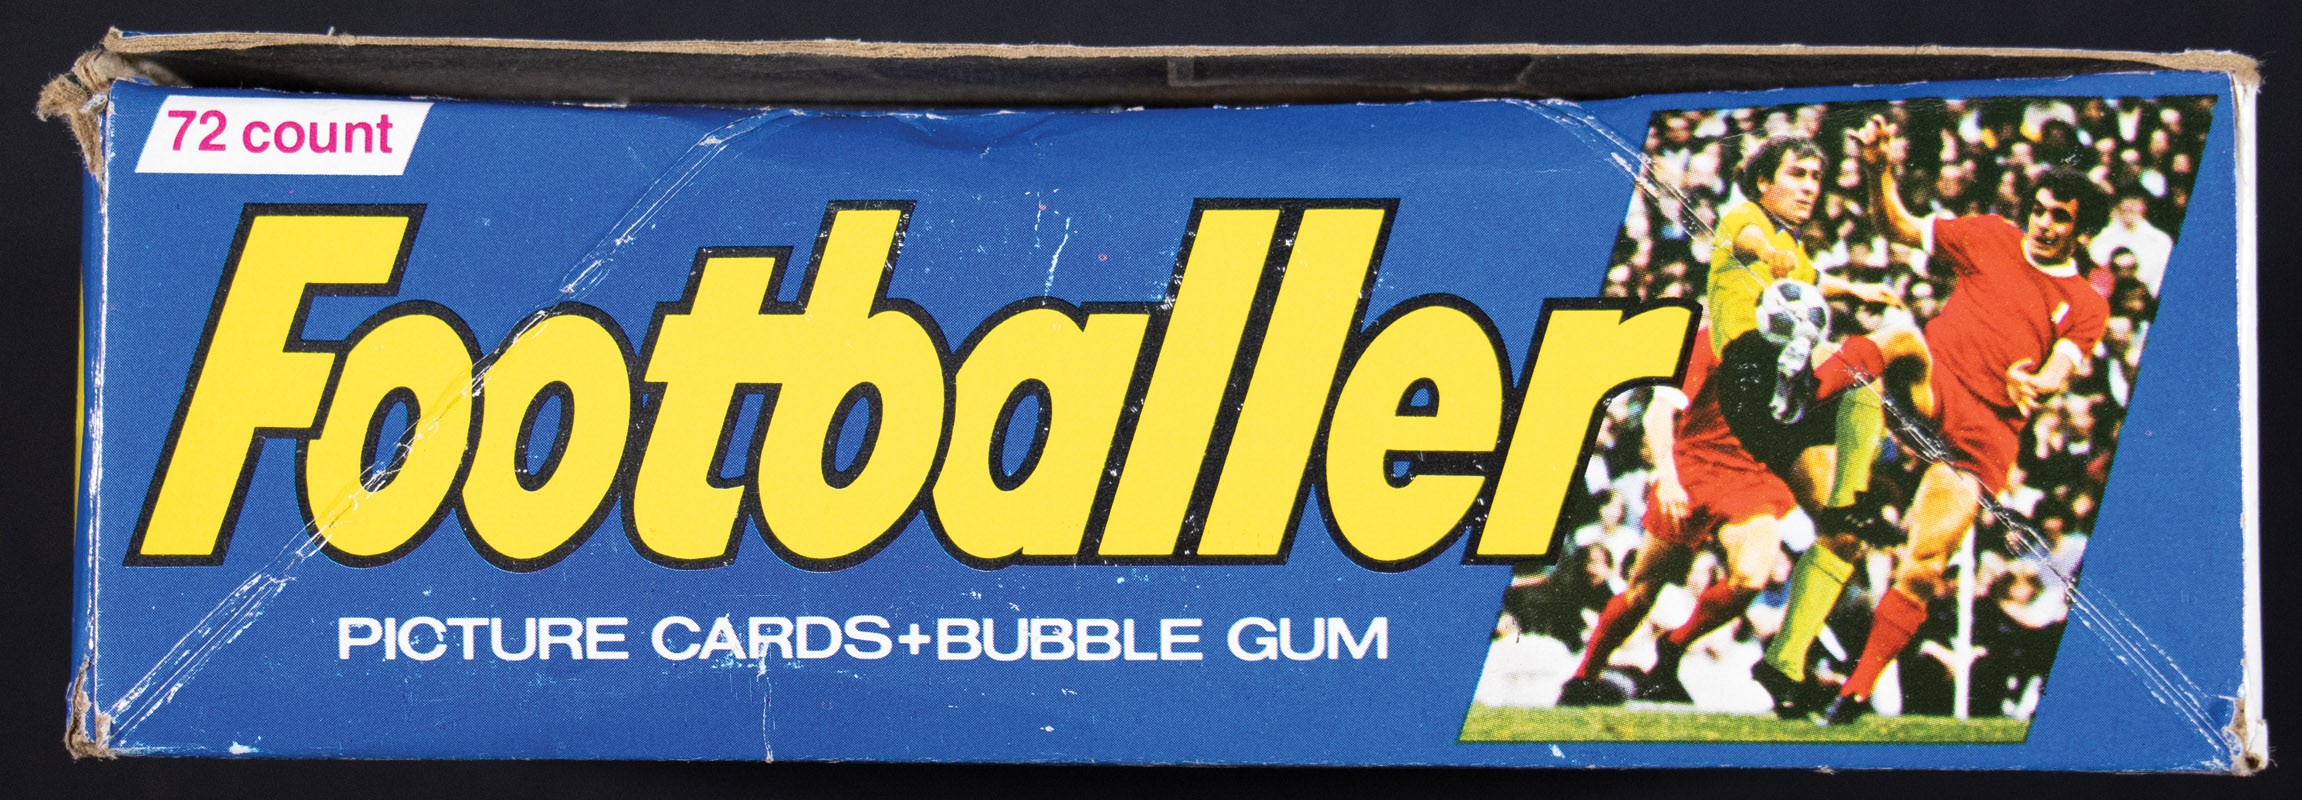 72 count
Footballer
PICTURE CARDS+BUBBLE GUM